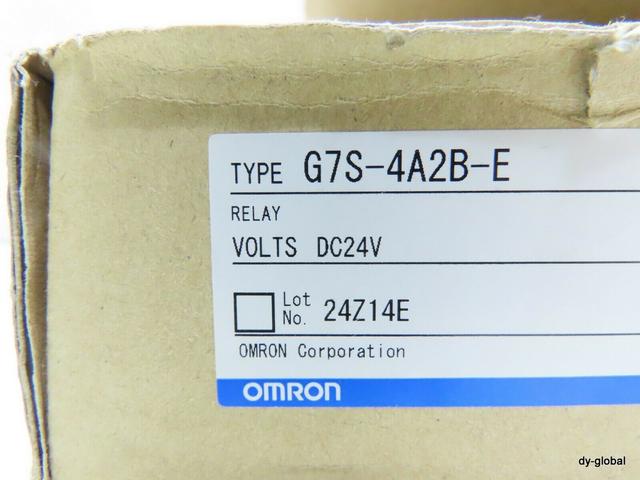 TYPE G7S-4A2B-E
RELAY
VOLTS DC24V
Lot
No. 24Z14E
OMRON Corporation
OMRON
dy-global